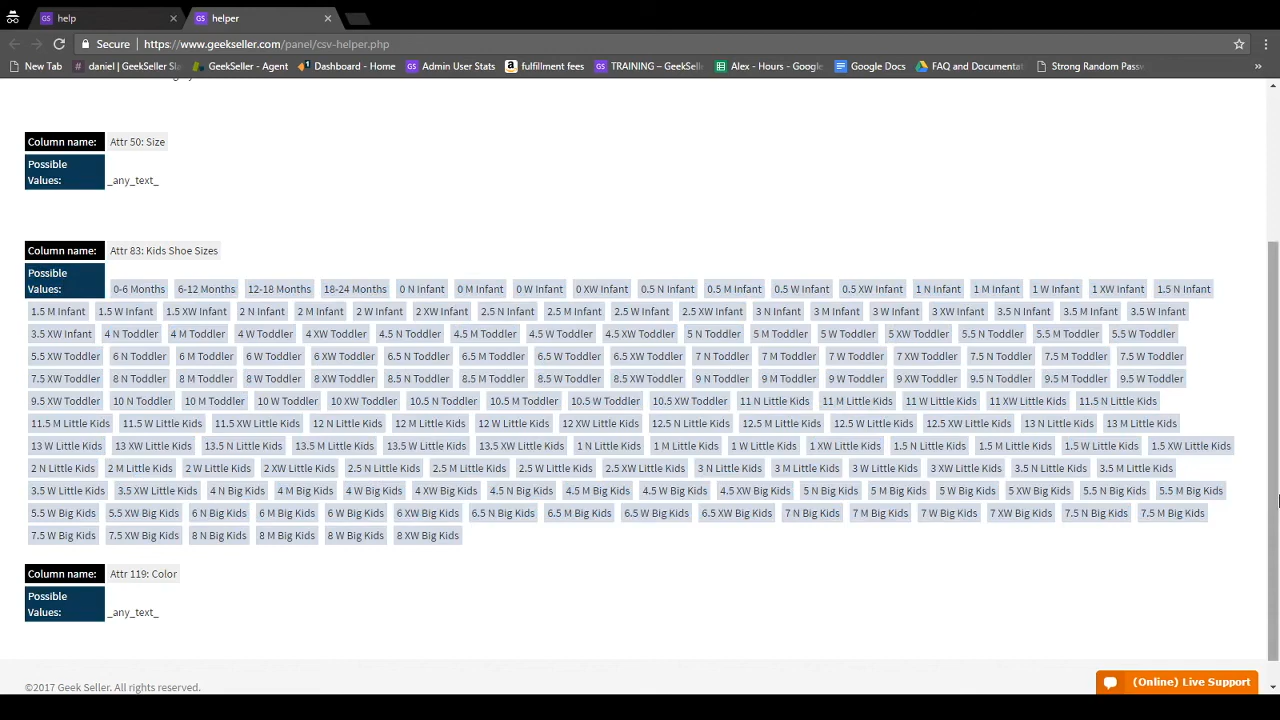 GS help × GS helper ×
Secure | https://www.geekseller.com/panel/csv-helper.php
New Tab daniel | GeekSeller Sla GeekSeller - Agent Dashboard - Home GS Admin User Stats a fulfillment fees GS TRAINING – GeekSelle Alex - Hours - Google Google Docs FAQ and Documentat Strong Random Passw »
Column name: Attr 50: Size
Possible
Values: _any_text_
Column name: Attr 83: Kids Shoe Sizes
Possible
Values: 0-6 Months 6-12 Months 12-18 Months 18-24 Months 0 N Infant 0 M Infant 0 W Infant 0 XW Infant 0.5 N Infant 0.5 M Infant 0.5 W Infant 0.5 XW Infant 1 N Infant 1 M Infant 1 W Infant 1 XW Infant 1.5 N Infant
1.5 M Infant 1.5 W Infant 1.5 XW Infant 2 N Infant 2 M Infant 2 W Infant 2 XW Infant 2.5 N Infant 2.5 M Infant 2.5 W Infant 2.5 XW Infant 3 N Infant 3 M Infant 3 W Infant 3 XW Infant 3.5 N Infant 3.5 M Infant 3.5 W Infant
3.5 XW Infant 4 N Toddler 4 M Toddler 4 W Toddler 4 XW Toddler 4.5 N Toddler 4.5 M Toddler 4.5 W Toddler 4.5 XW Toddler 5 N Toddler 5 M Toddler 5 W Toddler 5 XW Toddler 5.5 N Toddler 5.5 M Toddler 5.5 W Toddler
5.5 XW Toddler 6 N Toddler 6 M Toddler 6 W Toddler 6 XW Toddler 6.5 N Toddler 6.5 M Toddler 6.5 W Toddler 6.5 XW Toddler 7 N Toddler 7 M Toddler 7 W Toddler 7 XW Toddler 7.5 N Toddler 7.5 M Toddler 7.5 W Toddler
7.5 XW Toddler 8 N Toddler 8 M Toddler 8 W Toddler 8 XW Toddler 8.5 N Toddler 8.5 M Toddler 8.5 W Toddler 8.5 XW Toddler 9 N Toddler 9 M Toddler 9 W Toddler 9 XW Toddler 9.5 N Toddler 9.5 M Toddler 9.5 W Toddler
9.5 XW Toddler 10 N Toddler 10 M Toddler 10 W Toddler 10 XW Toddler 10.5 N Toddler 10.5 M Toddler 10.5 W Toddler 10.5 XW Toddler 11 N Little Kids 11 M Little Kids 11 W Little Kids 11 XW Little Kids 11.5 N Little Kids
11.5 M Little Kids 11.5 W Little Kids 11.5 XW Little Kids 12 N Little Kids 12 M Little Kids 12 W Little Kids 12 XW Little Kids 12.5 N Little Kids 12.5 M Little Kids 12.5 W Little Kids 12.5 XW Little Kids 13 N Little Kids 13 M Little Kids
13 W Little Kids 13 XW Little Kids 13.5 N Little Kids 13.5 M Little Kids 13.5 W Little Kids 13.5 XW Little Kids 1 N Little Kids 1 M Little Kids 1 W Little Kids 1 XW Little Kids 1.5 N Little Kids 1.5 M Little Kids 1.5 W Little Kids 1.5 XW Little Kids
2 N Little Kids 2 M Little Kids 2 W Little Kids 2 XW Little Kids 2.5 N Little Kids 2.5 M Little Kids 2.5 W Little Kids 2.5 XW Little Kids 3 N Little Kids 3 M Little Kids 3 W Little Kids 3 XW Little Kids 3.5 N Little Kids 3.5 M Little Kids
3.5 W Little Kids 3.5 XW Little Kids 4 N Big Kids 4 M Big Kids 4 W Big Kids 4 XW Big Kids 4.5 N Big Kids 4.5 M Big Kids 4.5 W Big Kids 4.5 XW Big Kids 5 N Big Kids 5 M Big Kids 5 W Big Kids 5 XW Big Kids 5.5 N Big Kids 5.5 M Big Kids
5.5 W Big Kids 5.5 XW Big Kids 6 N Big Kids 6 M Big Kids 6 W Big Kids 6 XW Big Kids 6.5 N Big Kids 6.5 M Big Kids 6.5 W Big Kids 6.5 XW Big Kids 7 N Big Kids 7 M Big Kids 7 W Big Kids 7 XW Big Kids 7.5 N Big Kids 7.5 M Big Kids
7.5 W Big Kids 7.5 XW Big Kids 8 N Big Kids 8 M Big Kids 8 W Big Kids 8 XW Big Kids
Column name: Attr 119: Color
Possible
Values: _any_text_
©2017 Geek Seller. All rights reserved.
(Online) Live Support